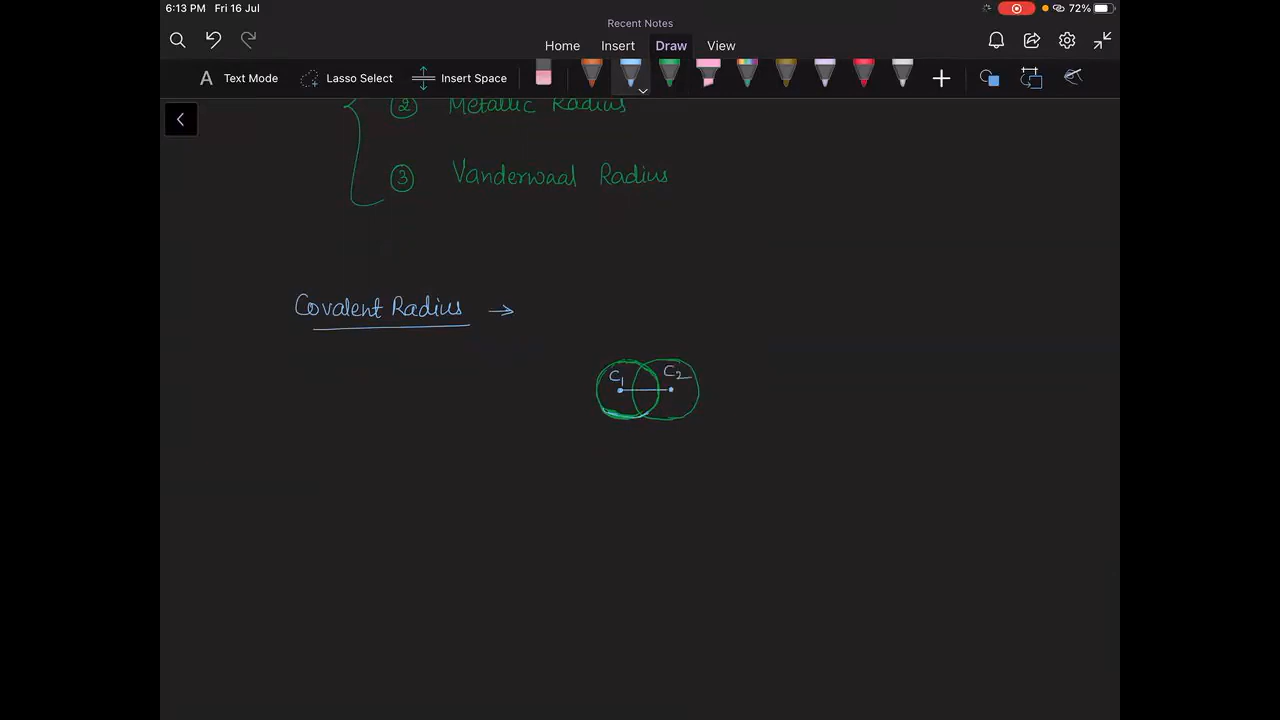 6:13 PM Fri 16 Jul
72%
Recent Notes
Home Insert Draw View
A Text Mode Lasso Select Insert Space
② Metallic Radius
③ Vanderwaal Radius
Covalent Radius →
C1 C2